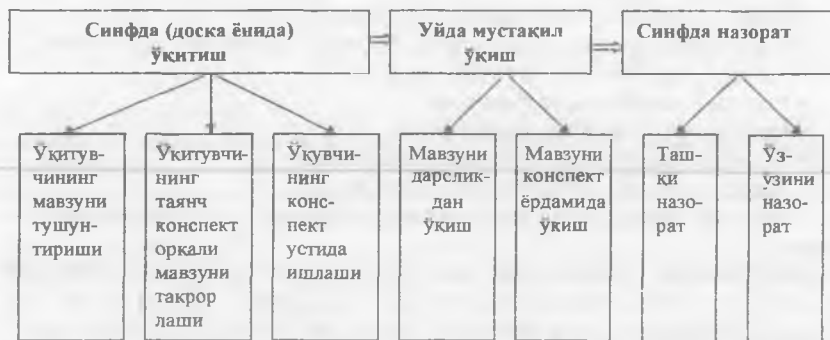 Синфда (доска ёнида)
ўқитиш
Уйда мустақил
ўқиш
Синфда назорат
Ўқитув-
чининг
мавзуни
тушун-
тириши
Ўқитувчи-
нинг
таянч
конспект
орқали
мавзуни
такрор
лаши
Ўқувчи-
нинг
конс-
пект
устида
ишлаши
Мавзуни
дарслик-
дан
ўқиш
Мавзуни
конспект
ёрдамида
ўқиш
Таш-
қи
назо-
рат
Ўз-
ўзини
назо-
рат